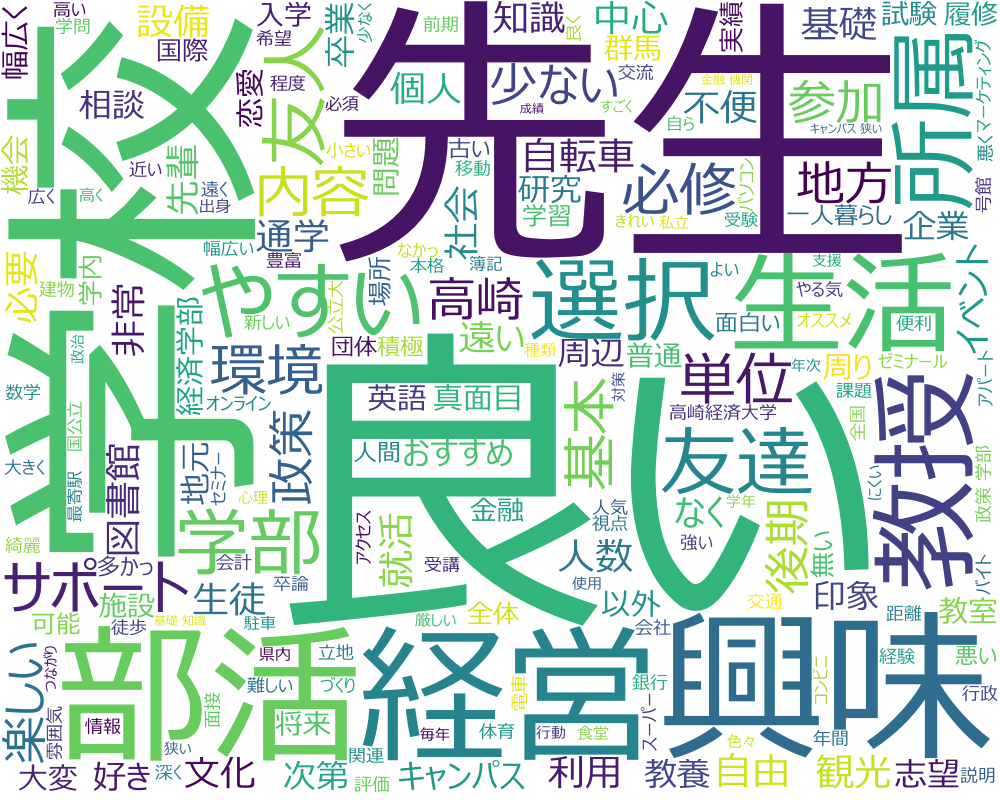 高い
学問
幅広く
設備
国際
入学
希望
程度
卒業
少なく
前期
知識
良く
中心
群馬
交流
実績
基礎
試験 履修
学校
友人
恋愛
相談
必須
個人
少ない
先生
金融 機関
成績
すごく
自ら
不便
参加
キャンパス 狭い
所属
悪く
マーケティング
号館
機会
近い
先輩
遠く
広く
高く
出身
小さい
問題
古い
移動
自転車
研究
学習
きれい
私立
受験
パソコン
必修
地方
一人暮らし
企業
内容
幅広い
通学
豊富
なかっ
本格
簿記
社会
必要
建物
学内
非常
経済学部
新しい
やすい
場所
公立大
高崎
選択
よい
面白い
生活
支援
やる気
オススメ
便利
イベント
政治
国公立
最寄駅
数学
大きく
オンライン
環境
団体
積極
遠い
種類
周辺
対策
普通
単位
年次
周り
課題
ゼミナール
アパート
図書館
地元
セミナー
政策
心理
英語
真面目
人間
おすすめ
基本
高崎経済大学
友達
全国
教授
にくい
政策 学部
綺麗
多かっ
学部
会計
卒論
アクセス
就活
受講
金融
人気
視点
なく
学年
強い
後期
無い
バイト
サポート
施設
生徒
使用
人数
良い
印象
可能
徒歩
基礎 知識
駐車
厳しい
全体
以外
交通
距離
教室
楽しい
つながり
雰囲気
部活
県内
立地
難しい
づくり
経営
会社
銀行
電車
スーパー
興味
コンビニ
経験
悪い
行政
情報
狭い
面接
将来
関連
毎年
体育
行動
食堂
色々
年間
大変
好き
深く
文化
次第
評価
キャンパス
利用
教養
自由
観光
志望
説明